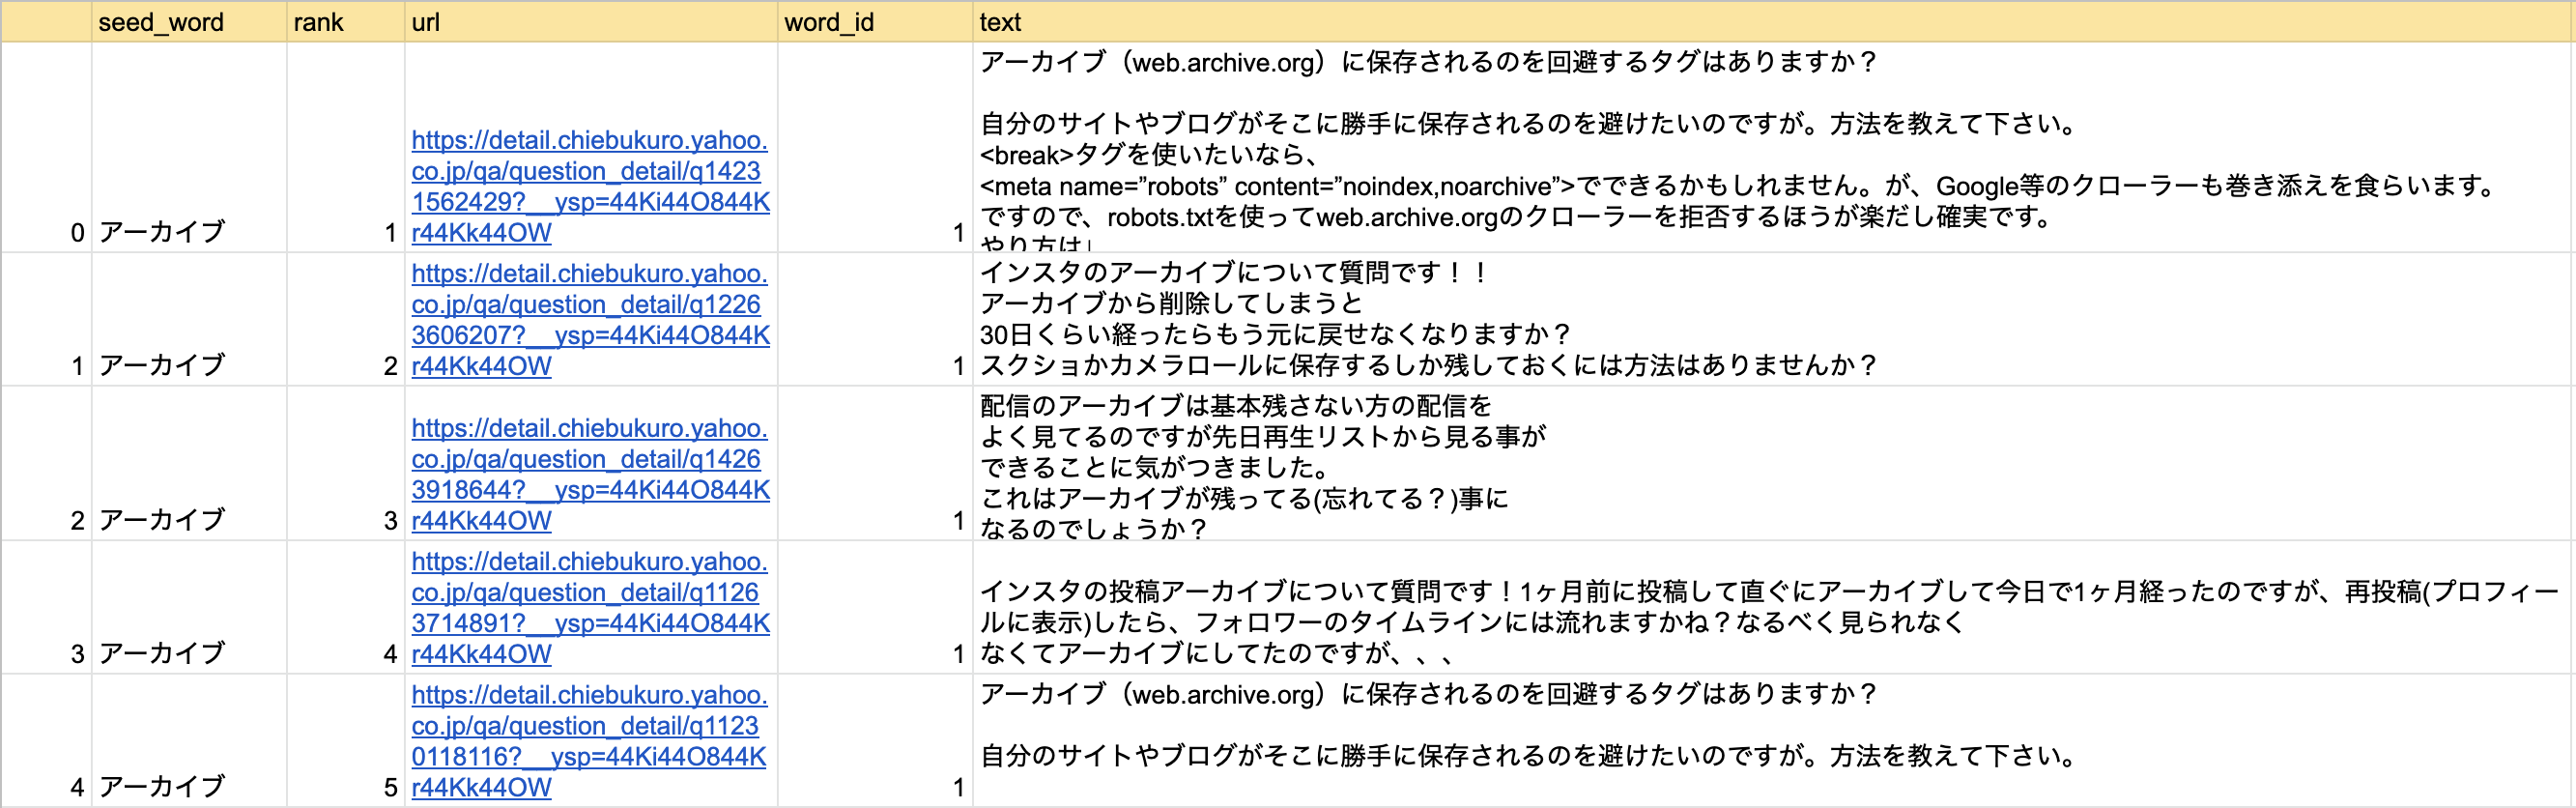 seed_word rank url word_id text
アーカイブ（web.archive.org）に保存されるのを回避するタグはありますか？
自分のサイトやブログがそこに勝手に保存されるのを避けたいのですが。方法を教えて下さい。
<break>タグを使いたいなら、
<meta name=”robots” content=”noindex,noarchive”>でできるかもしれません。が、Google等のクローラーも巻き添えを食らいます。
ですので、robots.txtを使ってweb.archive.orgのクローラーを拒否するほうが楽だし確実です。
やり方は」
https://detail.chiebukuro.yahoo.
co.jp/qa/question_detail/q1423
1562429?__ysp=44Ki44O844K
r44Kk44OW
0 アーカイブ 1 1
https://detail.chiebukuro.yahoo.
co.jp/qa/question_detail/q1226
3606207?__ysp=44Ki44O844K
r44Kk44OW
1 アーカイブ 2 1
インスタのアーカイブについて質問です！！
アーカイブから削除してしまうと
30日くらい経ったらもう元に戻せなくなりますか？
スクショかカメラロールに保存するしか残しておくには方法はありませんか？
https://detail.chiebukuro.yahoo.
co.jp/qa/question_detail/q1426
3918644?__ysp=44Ki44O844K
r44Kk44OW
2 アーカイブ 3 1
配信のアーカイブは基本残さない方の配信を
よく見てるのですが先日再生リストから見る事が
できることに気がつきました。
これはアーカイブが残ってる(忘れてる？)事に
なるのでしょうか？
https://detail.chiebukuro.yahoo.
co.jp/qa/question_detail/q1126
3714891?__ysp=44Ki44O844K
r44Kk44OW
3 アーカイブ 4 1
インスタの投稿アーカイブについて質問です！1ヶ月前に投稿して直ぐにアーカイブして今日で1ヶ月経ったのですが、再投稿(プロフィー
ルに表示)したら、フォロワーのタイムラインには流れますかね？なるべく見られなく
なくてアーカイブにしてたのですが、、、
https://detail.chiebukuro.yahoo.
co.jp/qa/question_detail/q1123
0118116?__ysp=44Ki44O844K
r44Kk44OW
4 アーカイブ 5 1
アーカイブ（web.archive.org）に保存されるのを回避するタグはありますか？
自分のサイトやブログがそこに勝手に保存されるのを避けたいのですが。方法を教えて下さい。